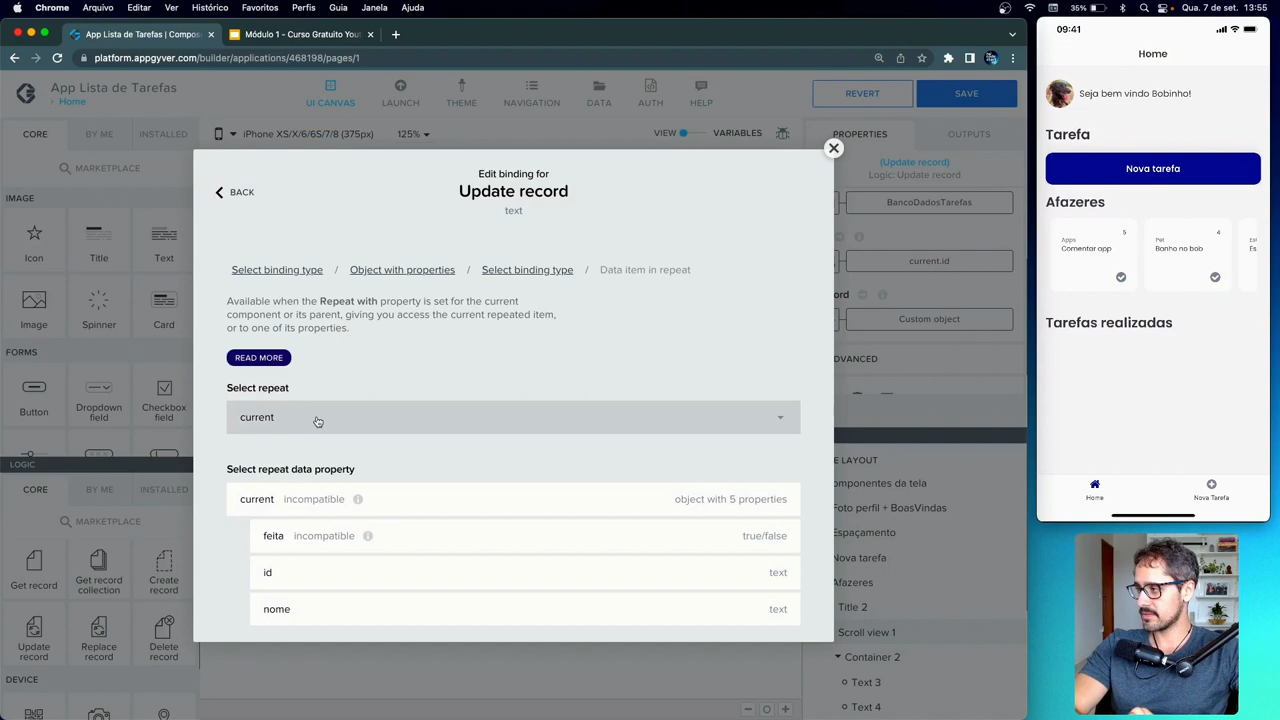 Chrome Arquivo Editar Ver Histórico Favoritos Perfis Guia Janela Ajuda
35% Qua. 7 de set. 13:55
App Lista de Tarefas | Compos
Módulo 1 - Curso Gratuito Yout
platform.appgyver.com/builder/applications/468198/pages/1
App Lista de Tarefas
Home
UI CANVAS
LAUNCH
THEME
NAVIGATION
DATA
AUTH
HELP
REVERT
SAVE
CORE
BY ME
INSTALLED
iPhone XS/X/6/6S/7/8 (375px)
125%
VIEW
VARIABLES
PROPERTIES
OUTPUTS
MARKETPLACE
IMAGE
Icon
Title
Text
Image
Spinner
Card
FORMS
Button
Dropdown field
Checkbox field
LOGIC
CORE
BY ME
INSTALLED
MARKETPLACE
Get record
Get record collection
Create record
Update record
Replace record
Delete record
DEVICE
BACK
Edit binding for
Update record
text
Select binding type / Object with properties / Select binding type / Data item in repeat
Available when the Repeat with property is set for the current
component or its parent, giving you access the current repeated item,
or to one of its properties.
READ MORE
Select repeat
current
Select repeat data property
current incompatible object with 5 properties
feita incompatible true/false
id text
nome text
(Update record)
Logic: Update record
BancoDadosTarefas
current.id
ord
Custom object
DVANCED
E LAYOUT
omponentes da tela
Foto perfil + BoasVindas
Espaçamento
Nova tarefa
Afazeres
Title 2
Scroll view 1
Container 2
Text 3
Text 4
09:41
Home
Seja bem vindo Bobinho!
Tarefa
Nova tarefa
Afazeres
5
Apps
Comentar app
4
Pet
Banho no bob
Es
Es
Tarefas realizadas
Home
Nova Tarefa